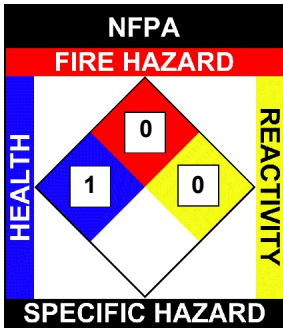 NFPA
FIRE HAZARD
HEALTH
0
1
0
REACTIVITY
SPECIFIC HAZARD